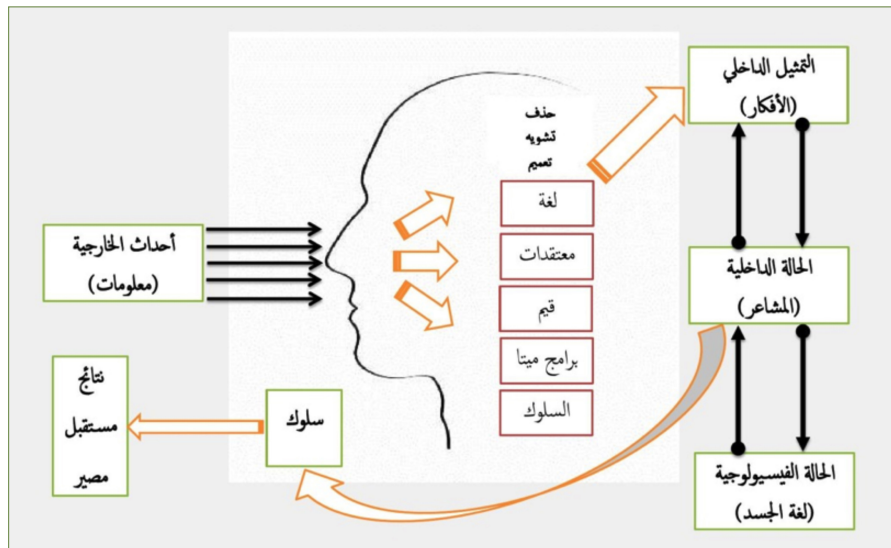 التمثيل الداخلي
(الأفكار)
حذف
تشويه
تعميم
لغة
معتقدات
قيم
برامج ميتا
السلوك
أحداث الخارجية
(معلومات)
الحالة الداخلية
(المشاعر)
الحالة الفيسيولوجية
(لغة الجسد)
سلوك
نتائج
مستقبل
مصير